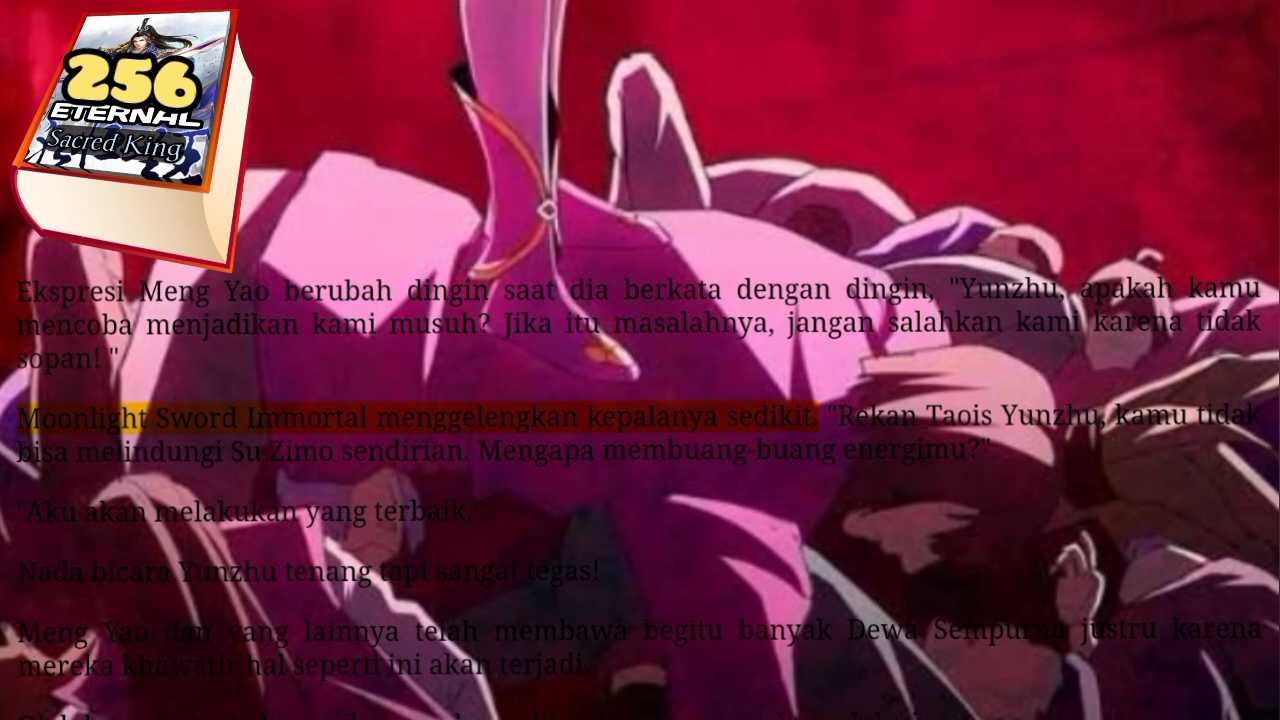 256
ETERNAL
Sacred King
Ekspresi Meng Yao berubah dingin saat dia berkata dengan dingin, "Yunzhu, apakah kamu
mencoba menjadikan kami musuh? Jika itu masalahnya, jangan salahkan kami karena tidak
sopan! "
Moonlight Sword Immortal menggelengkan kepalanya sedikit. "Rekan Taois Yunzhu, kamu tidak
bisa melindungi Su Zimo sendirian. Mengapa membuang-buang energimu?"
"Aku akan melakukan yang terbaik."
Nada bicara Yunzhu tenang tapi sangat tegas!
Meng Yao dan yang lainnya telah membawa begitu banyak Dewa Sempurna justru karena
mereka khawatir hal seperti ini akan terjadi.